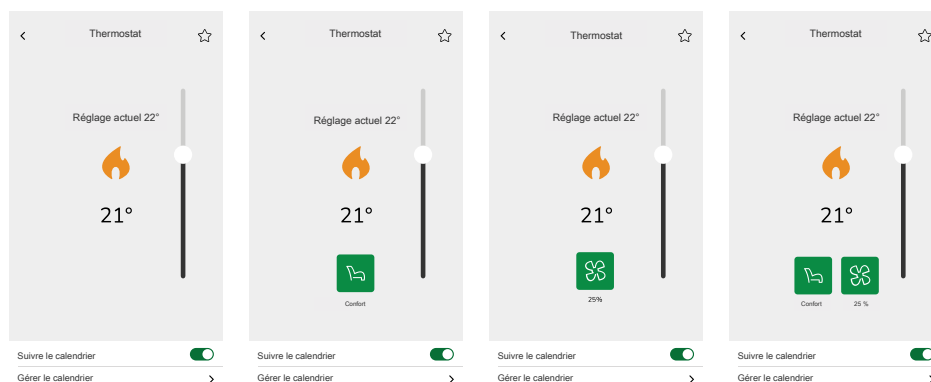 Thermostat
Réglage actuel 22°
21°
Suivre le calendrier
Gérer le calendrier
Thermostat
Réglage actuel 22°
21°
Confort
Suivre le calendrier
Gérer le calendrier
Thermostat
Réglage actuel 22°
21°
25%
Suivre le calendrier
Gérer le calendrier
Thermostat
Réglage actuel 22°
21°
Confort 25 %
Suivre le calendrier
Gérer le calendrier